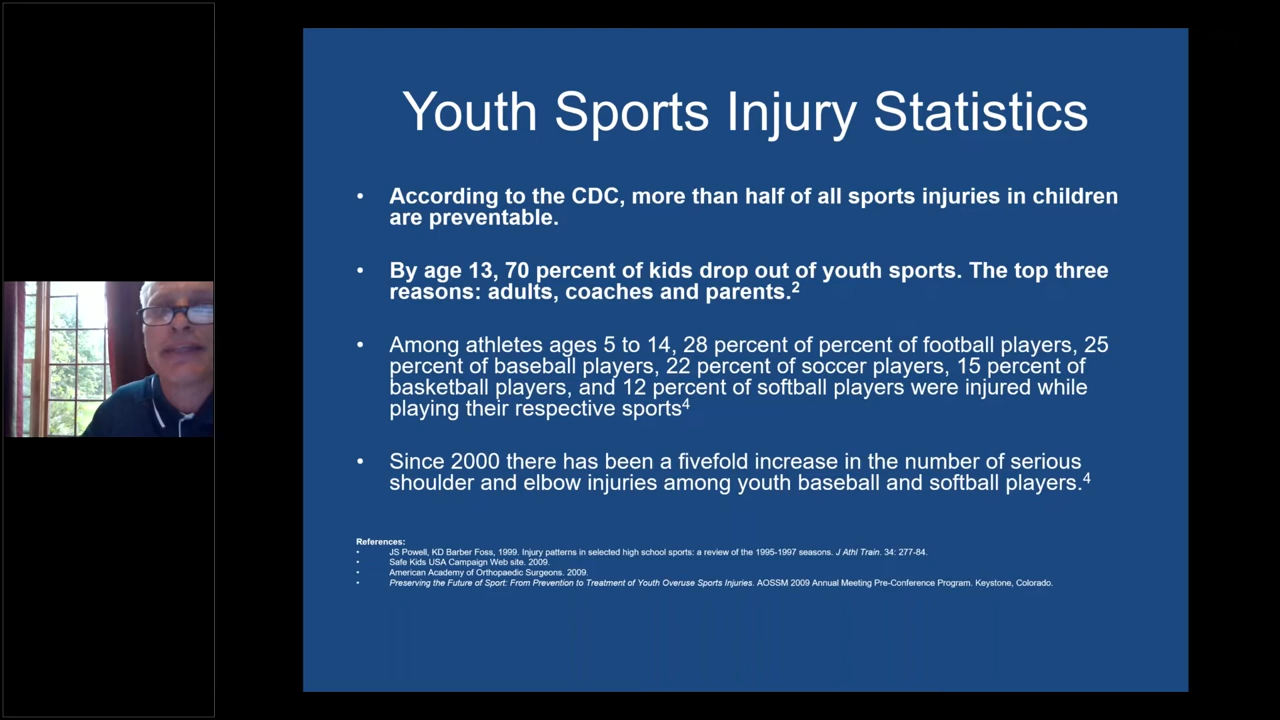 Youth Sports Injury Statistics
• According to the CDC, more than half of all sports injuries in children
are preventable.
• By age 13, 70 percent of kids drop out of youth sports. The top three
reasons: adults, coaches and parents.2
• Among athletes ages 5 to 14, 28 percent of percent of football players, 25
percent of baseball players, 22 percent of soccer players, 15 percent of
basketball players, and 12 percent of softball players were injured while
playing their respective sports4
• Since 2000 there has been a fivefold increase in the number of serious
shoulder and elbow injuries among youth baseball and softball players.4
References:
• JS Powell, KD Barber Foss, 1999. Injury patterns in selected high school sports: a review of the 1995-1997 seasons. J Athl Train. 34: 277-84.
• Safe Kids USA Campaign Web site. 2009.
• American Academy of Orthopaedic Surgeons. 2009.
• Preserving the Future of Sport: From Prevention to Treatment of Youth Overuse Sports Injuries. AOSSM 2009 Annual Meeting Pre-Conference Program. Keystone, Colorado.